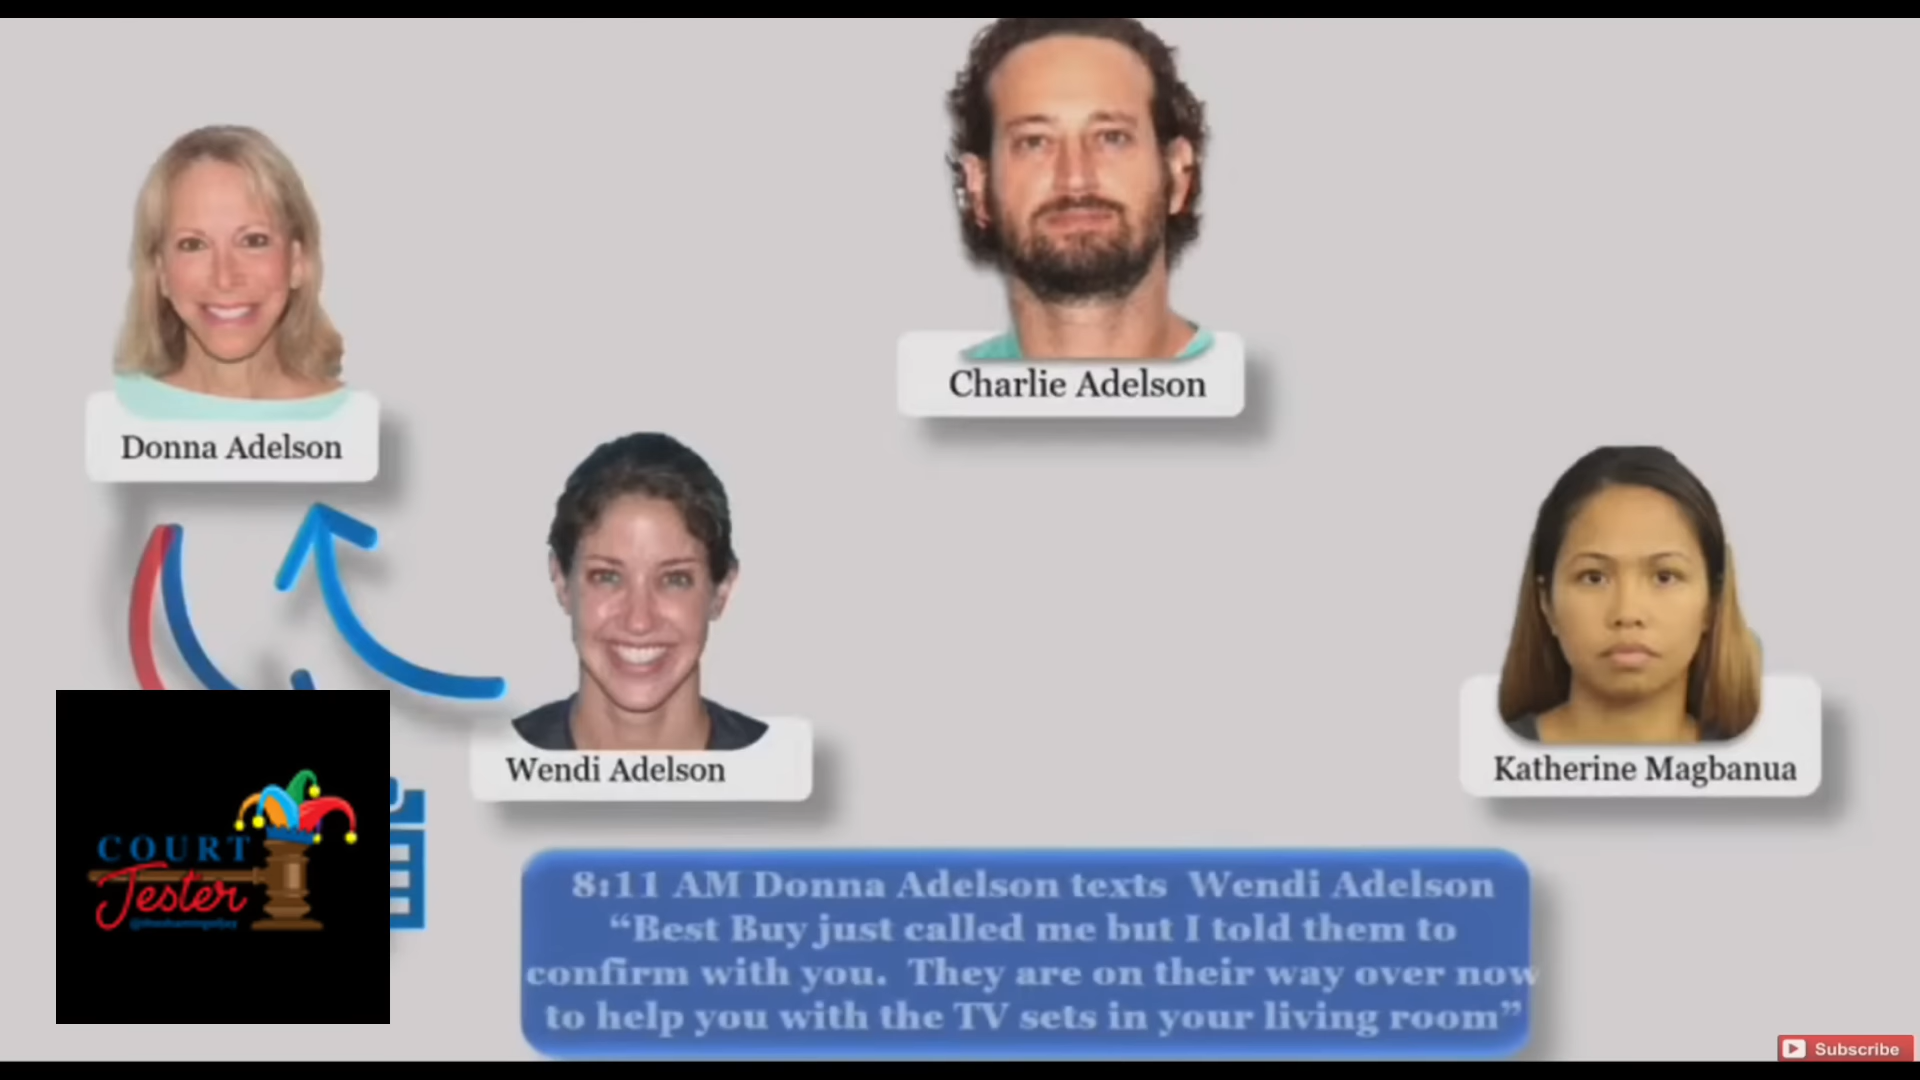 Charlie Adelson
Donna Adelson
Wendi Adelson
Katherine Magbanua
COURT
Jester
8:11 AM Donna Adelson texts Wendi Adelson
“Best Buy just called me but I told them to
confirm with you. They are on their way over now
to help you with the TV sets in your living room”
Subscribe